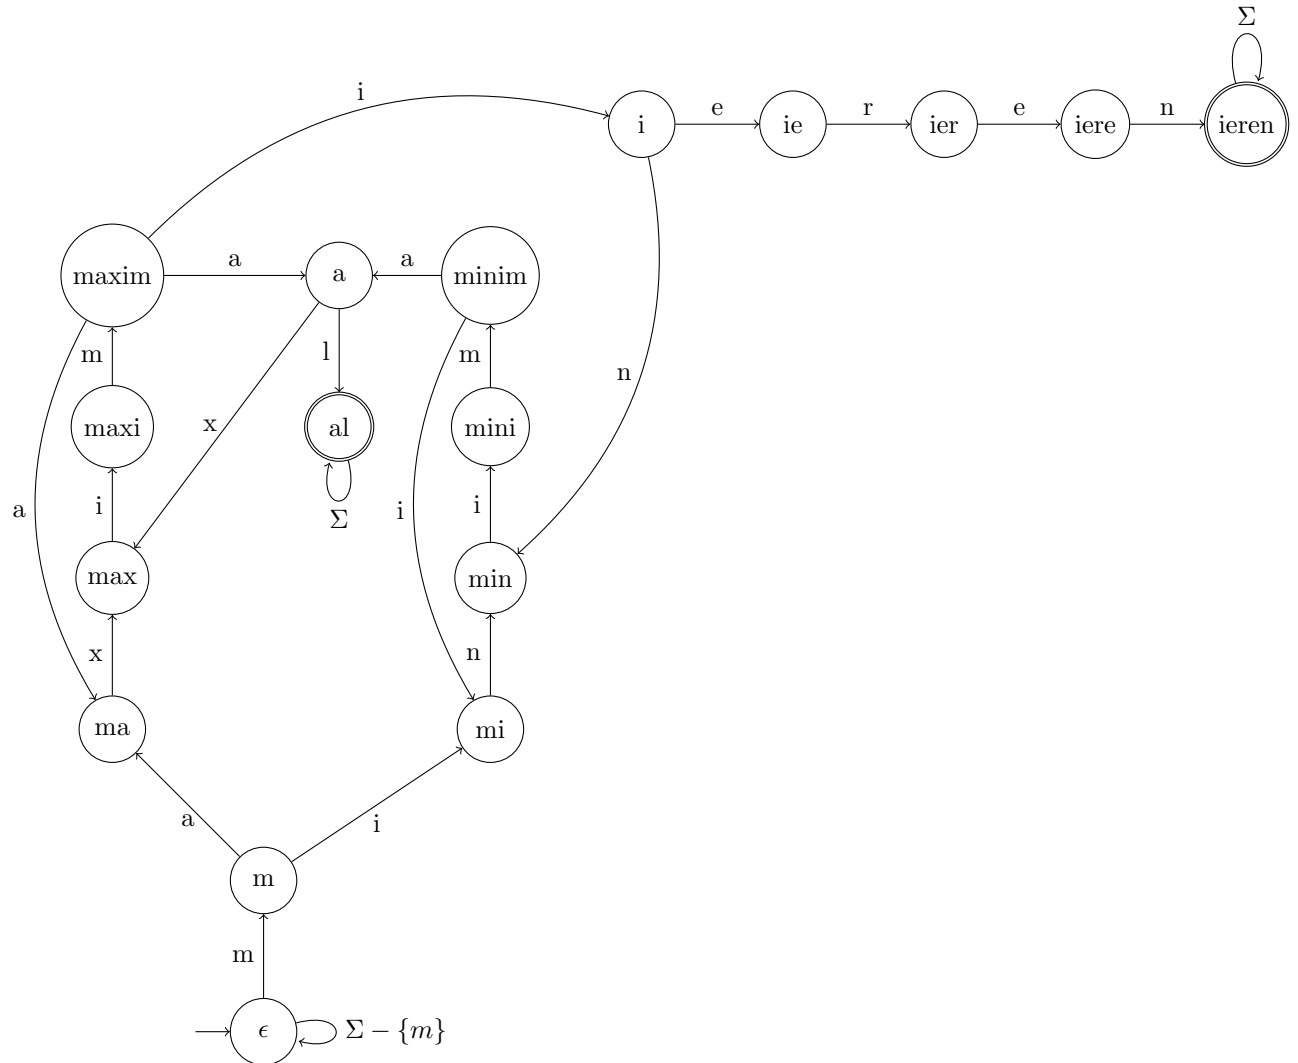 Σ
i
i e ie r ier e iere n ieren
maxim a a a minim
m l m n
maxi x al mini
a i Σ i i
max min
x n
ma mi
a i
m
m
ϵ Σ − {m}